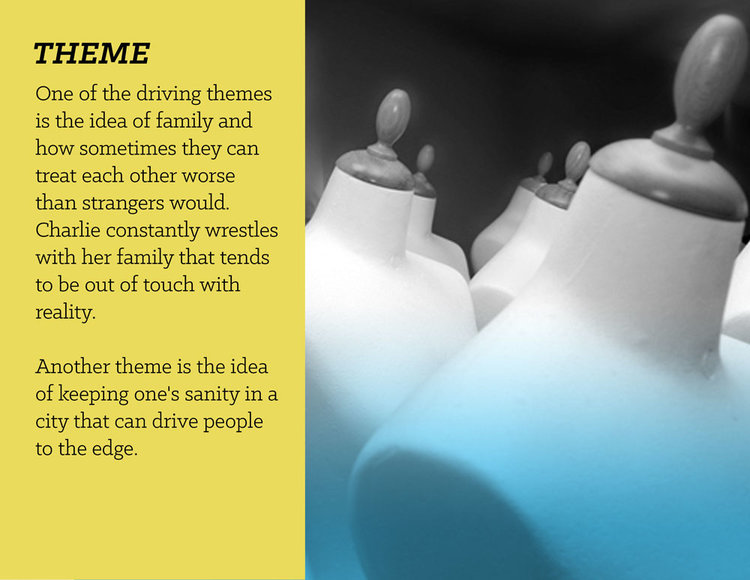 THEME
One of the driving themes
is the idea of family and
how sometimes they can
treat each other worse
than strangers would.
Charlie constantly wrestles
with her family that tends
to be out of touch with
reality.
Another theme is the idea
of keeping one's sanity in a
city that can drive people
to the edge.